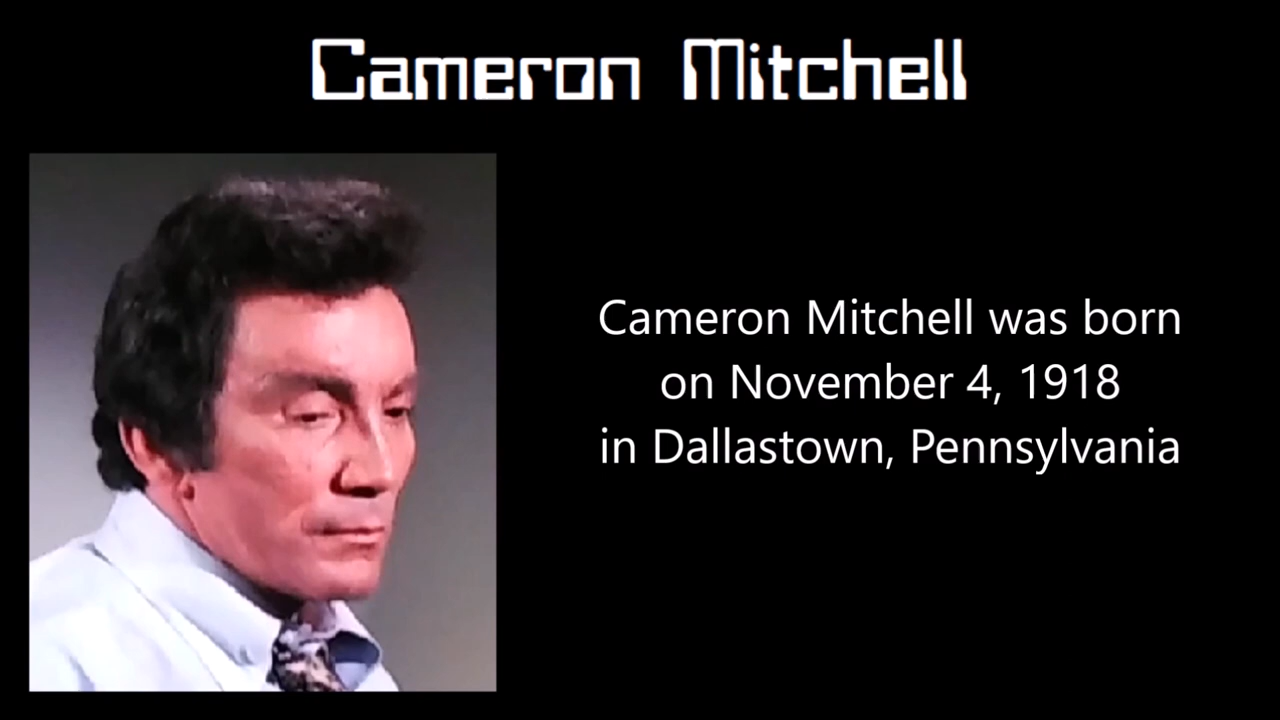 Cameron Mitchell
Cameron Mitchell was born
on November 4, 1918
in Dallastown, Pennsylvania